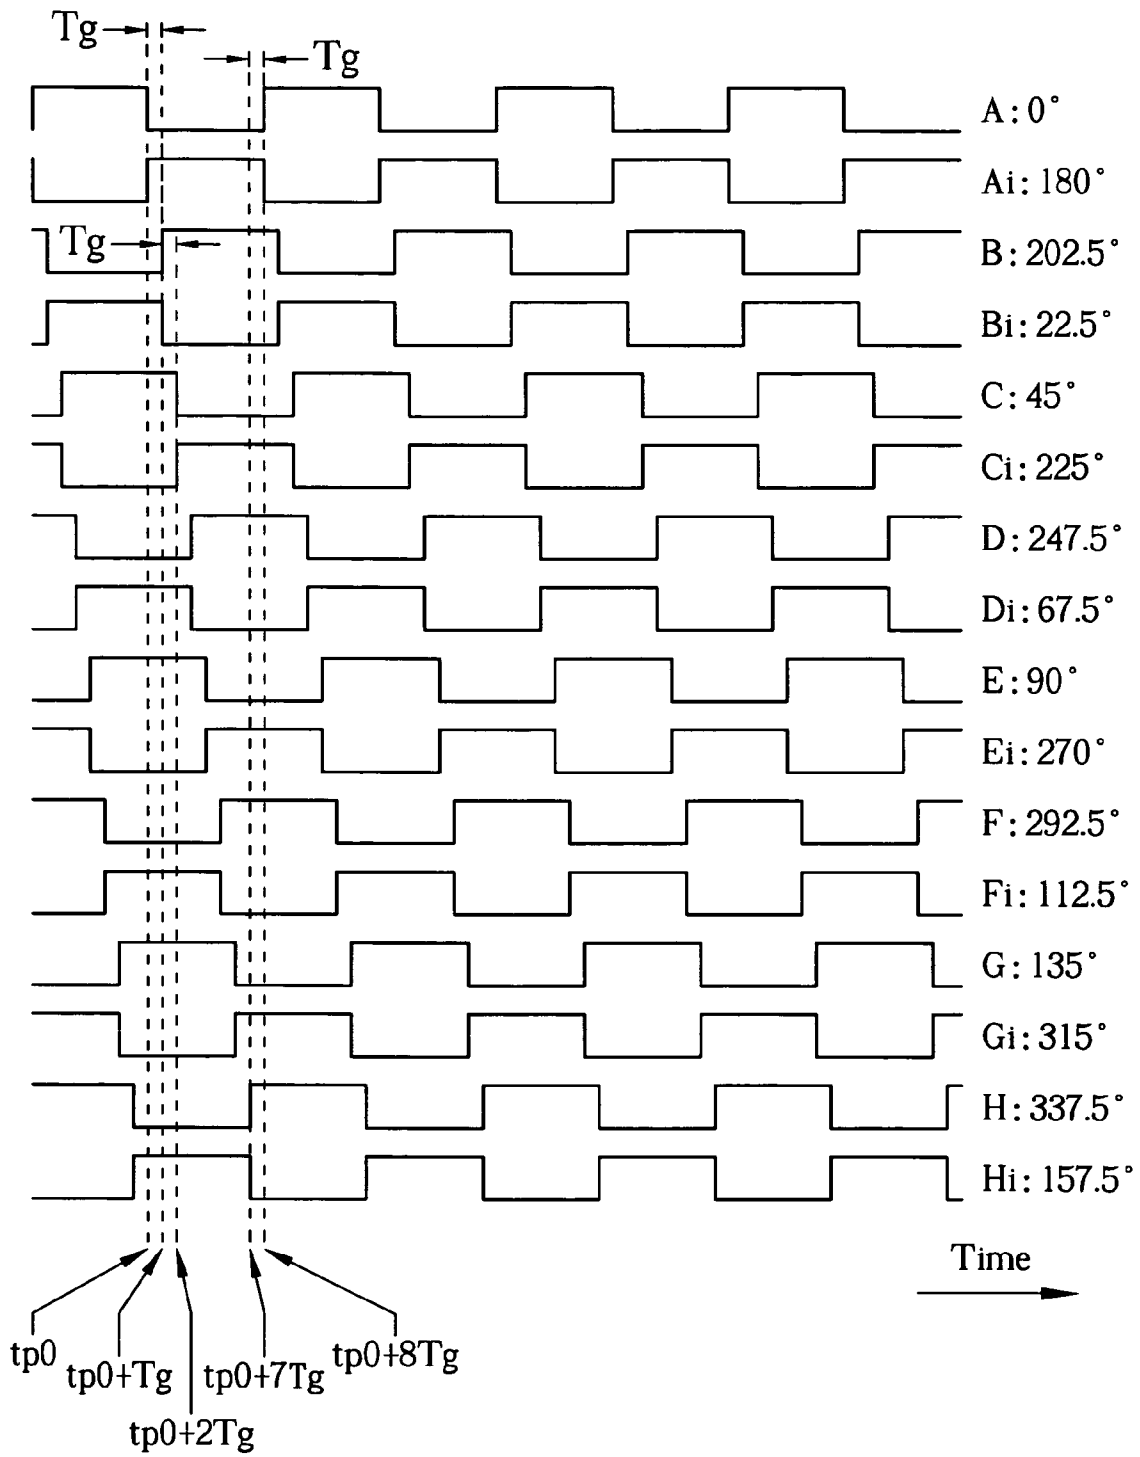 Tg
Tg
A: 0°
Ai: 180°
Tg
B: 202.5°
Bi: 22.5°
C: 45°
Ci: 225°
D: 247.5°
Di: 67.5°
E: 90°
Ei: 270°
F: 292.5°
Fi: 112.5°
G: 135°
Gi: 315°
H: 337.5°
Hi: 157.5°
Time
tp0
tp0+Tg
tp0+2Tg
tp0+7Tg
tp0+8Tg